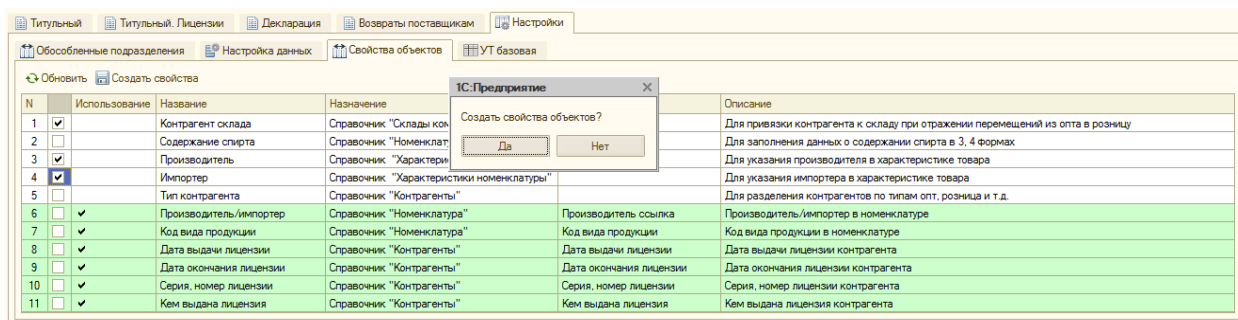 Титульный Титульный. Лицензии Декларация Возвраты поставщикам Настройки
Обособленные подразделения Настройка данных Свойства объектов УТ базовая
Обновить Создать свойства
1С:Предприятие
Создать свойства объектов?
Да Нет
N Использование Название Назначение Описание
1 Контрагент склада Справочник "Склады ком Для привязки контрагента к складу при отражении перемещений из опта в розницу
2 Содержание спирта Справочник "Номенклат Для заполнения данных о содержании спирта в 3, 4 формах
3 Производитель Справочник "Характери Для указания производителя в характеристике товара
4 Импортер Справочник "Характеристики номенклатуры" Для указания импортера в характеристике товара
5 Тип контрагента Справочник "Контрагенты" Для разделения контрагентов по типам опт, розница и т.д.
6 Производитель/импортер Справочник "Номенклатура" Производитель ссылка Производитель/импортер в номенклатуре
7 Код вида продукции Справочник "Номенклатура" Код вида продукции Код вида продукции в номенклатуре
8 Дата выдачи лицензии Справочник "Контрагенты" Дата выдачи лицензии Дата выдачи лицензии контрагента
9 Дата окончания лицензии Справочник "Контрагенты" Дата окончания лицензии Дата окончания лицензии контрагента
10 Серия, номер лицензии Справочник "Контрагенты" Серия, номер лицензии Серия, номер лицензии контрагента
11 Кем выдана лицензия Справочник "Контрагенты" Кем выдана лицензия Кем выдана лицензия контрагента